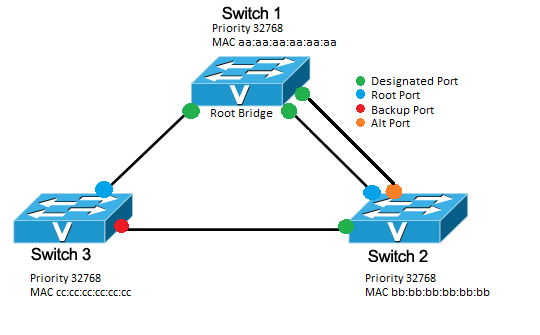 Switch 1
Priority 32768
MAC aa:aa:aa:aa:aa:aa
Designated Port
Root Port
Backup Port
Alt Port
V
Root Bridge
V
V
Switch 3
Switch 2
Priority 32768
MAC cc:cc:cc:cc:cc:cc
Priority 32768
MAC bb:bb:bb:bb:bb:bb